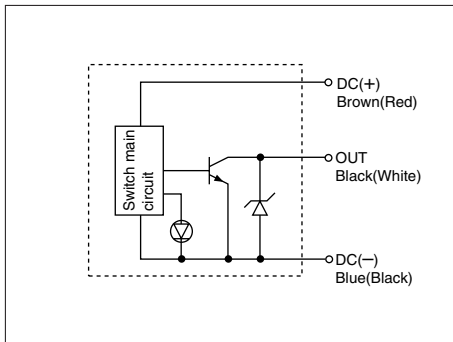 DC(+)
Brown(Red)
OUT
Black(White)
Switch main
circuit
DC(−)
Blue(Black)